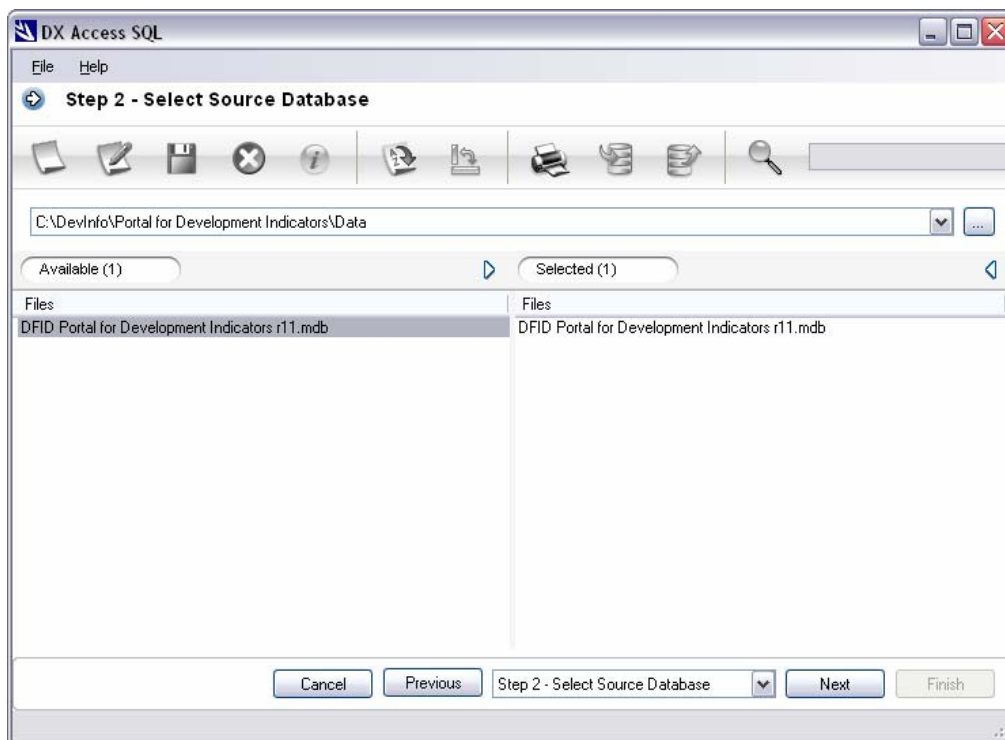 DX Access SQL
File Help
Step 2 - Select Source Database
C:\DevInfo\Portal for Development Indicators\Data
...
Available (1) Selected (1)
Files Files
DFID Portal for Development Indicators r11.mdb DFID Portal for Development Indicators r11.mdb
Cancel Previous Step 2 - Select Source Database Next Finish